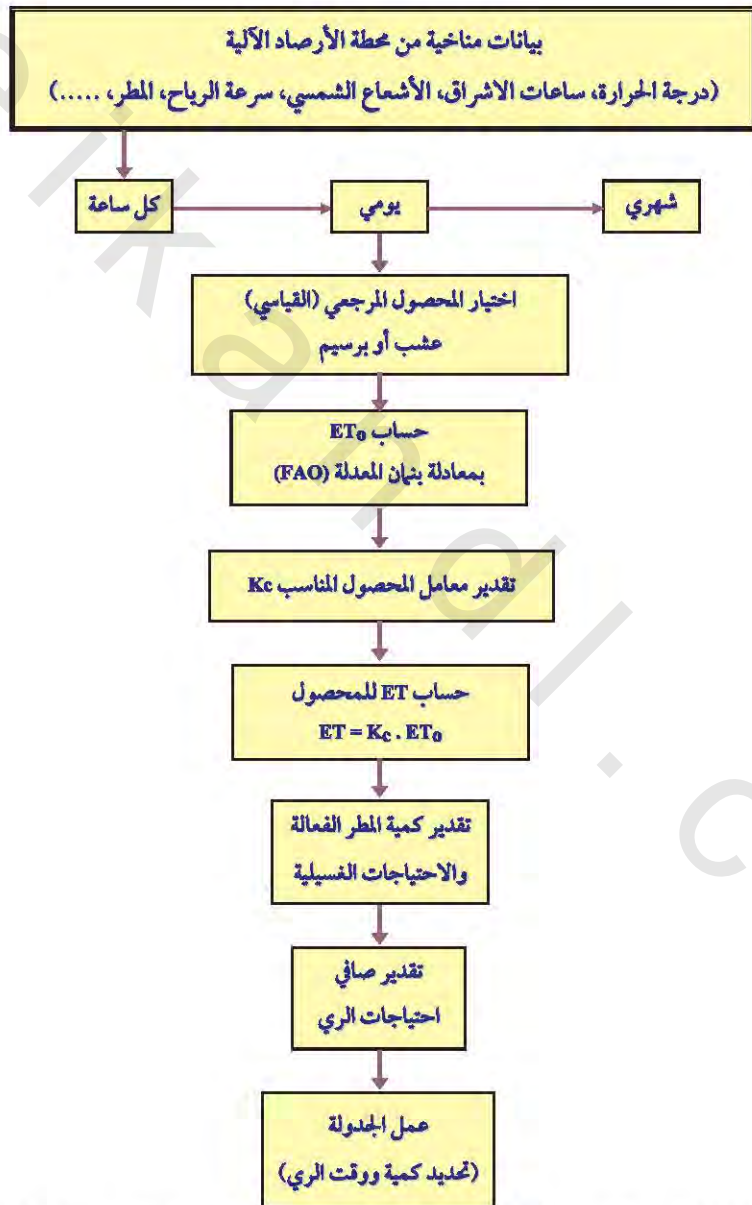 بيانات مناخية من محطة الأرصاد الآلية
(درجة الحرارة، ساعات الاشراق، الأشعاع الشمسي، سرعة الرياح، المطر، .....)
كل ساعة
يومي
شهري
اختيار المحصول المرجعي (القياسي)
عشب أو برسيم
حساب ET₀
بمعادلة بنمان المعدلة (FAO)
تقدير معامل المحصول المناسب Kc
حساب ET للمحصول
ET = Kc . ET₀
تقدير كمية المطر الفعالة
والاحتياجات الغسيلية
تقدير صافي
احتياجات الري
عمل الجدولة
(تحديد كمية ووقت الري)